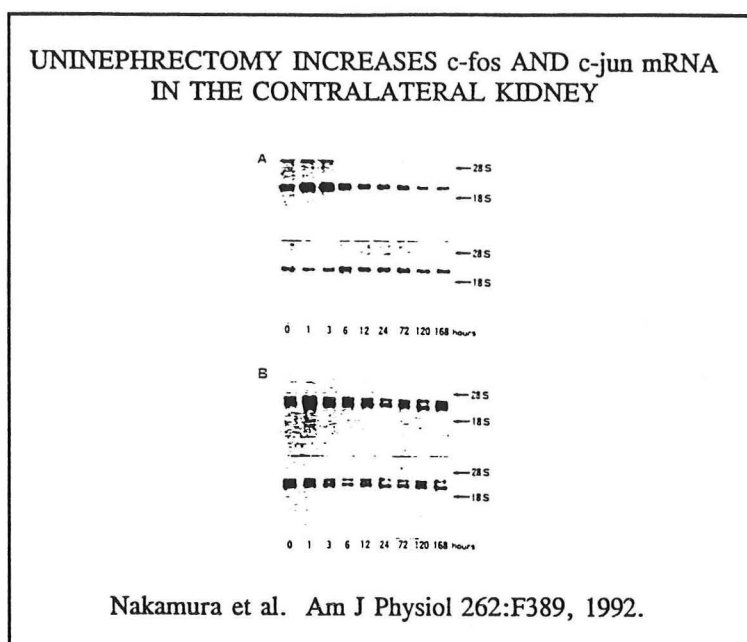 UNINEPHRECTOMY INCREASES c-fos AND c-jun mRNA
IN THE CONTRALATERAL KIDNEY
A
←28S
←18S
←28S
←18S
0 1 3 6 12 24 72 120 168 hours
B
←28S
←18S
←28S
←18S
0 1 3 6 12 24 72 120 168 hours
Nakamura et al. Am J Physiol 262:F389, 1992.